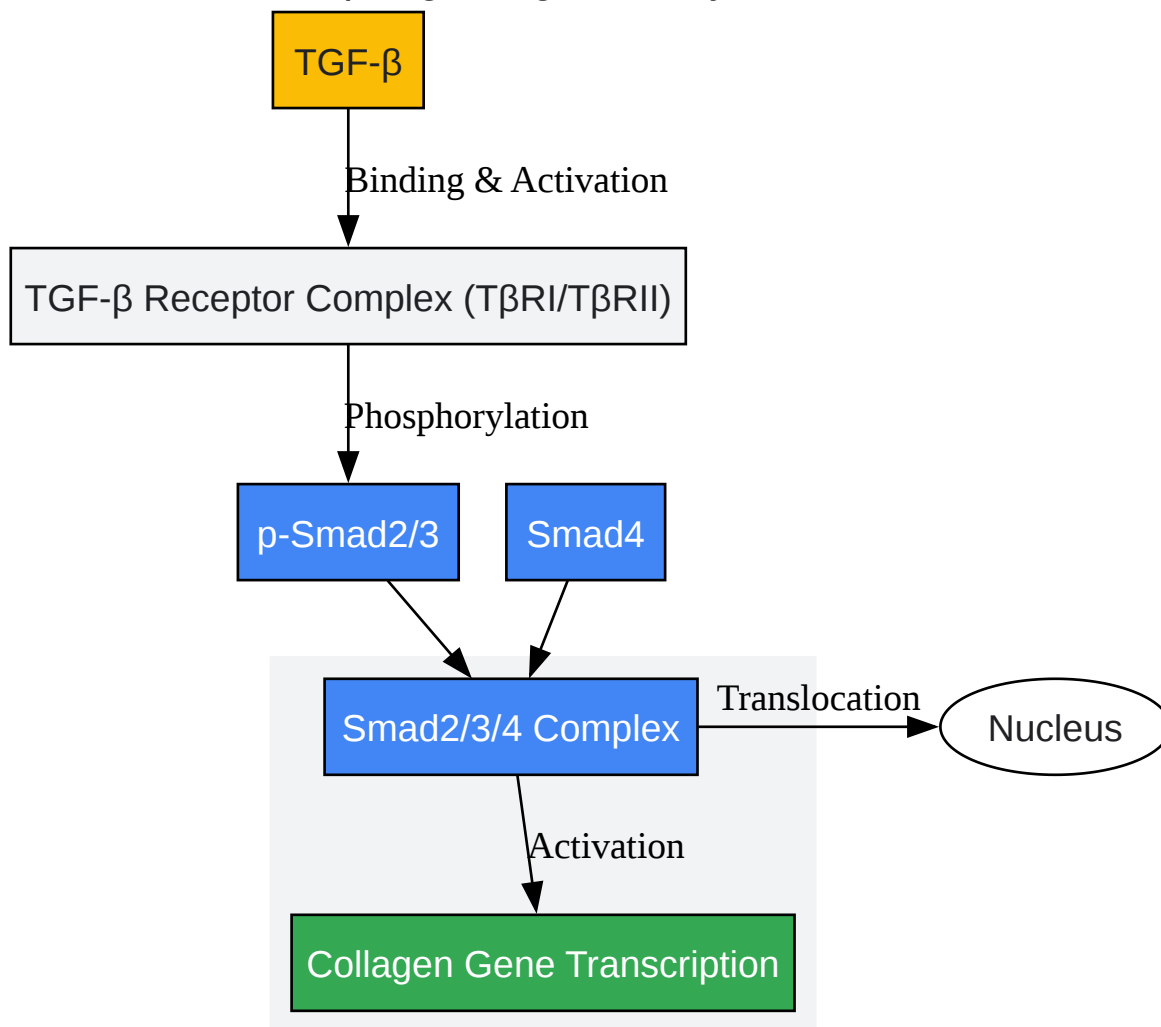 TGF-β
Binding & Activation
TGF-β Receptor Complex (TβRI/TβRII)
Phosphorylation
p-Smad2/3
Smad4
Smad2/3/4 Complex
Translocation
Nucleus
Activation
Collagen Gene Transcription